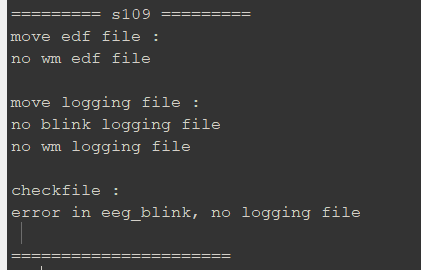 ========= s109 =========
move edf file :
no wm edf file
move logging file :
no blink logging file
no wm logging file
checkfile :
error in eeg_blink, no logging file
======================